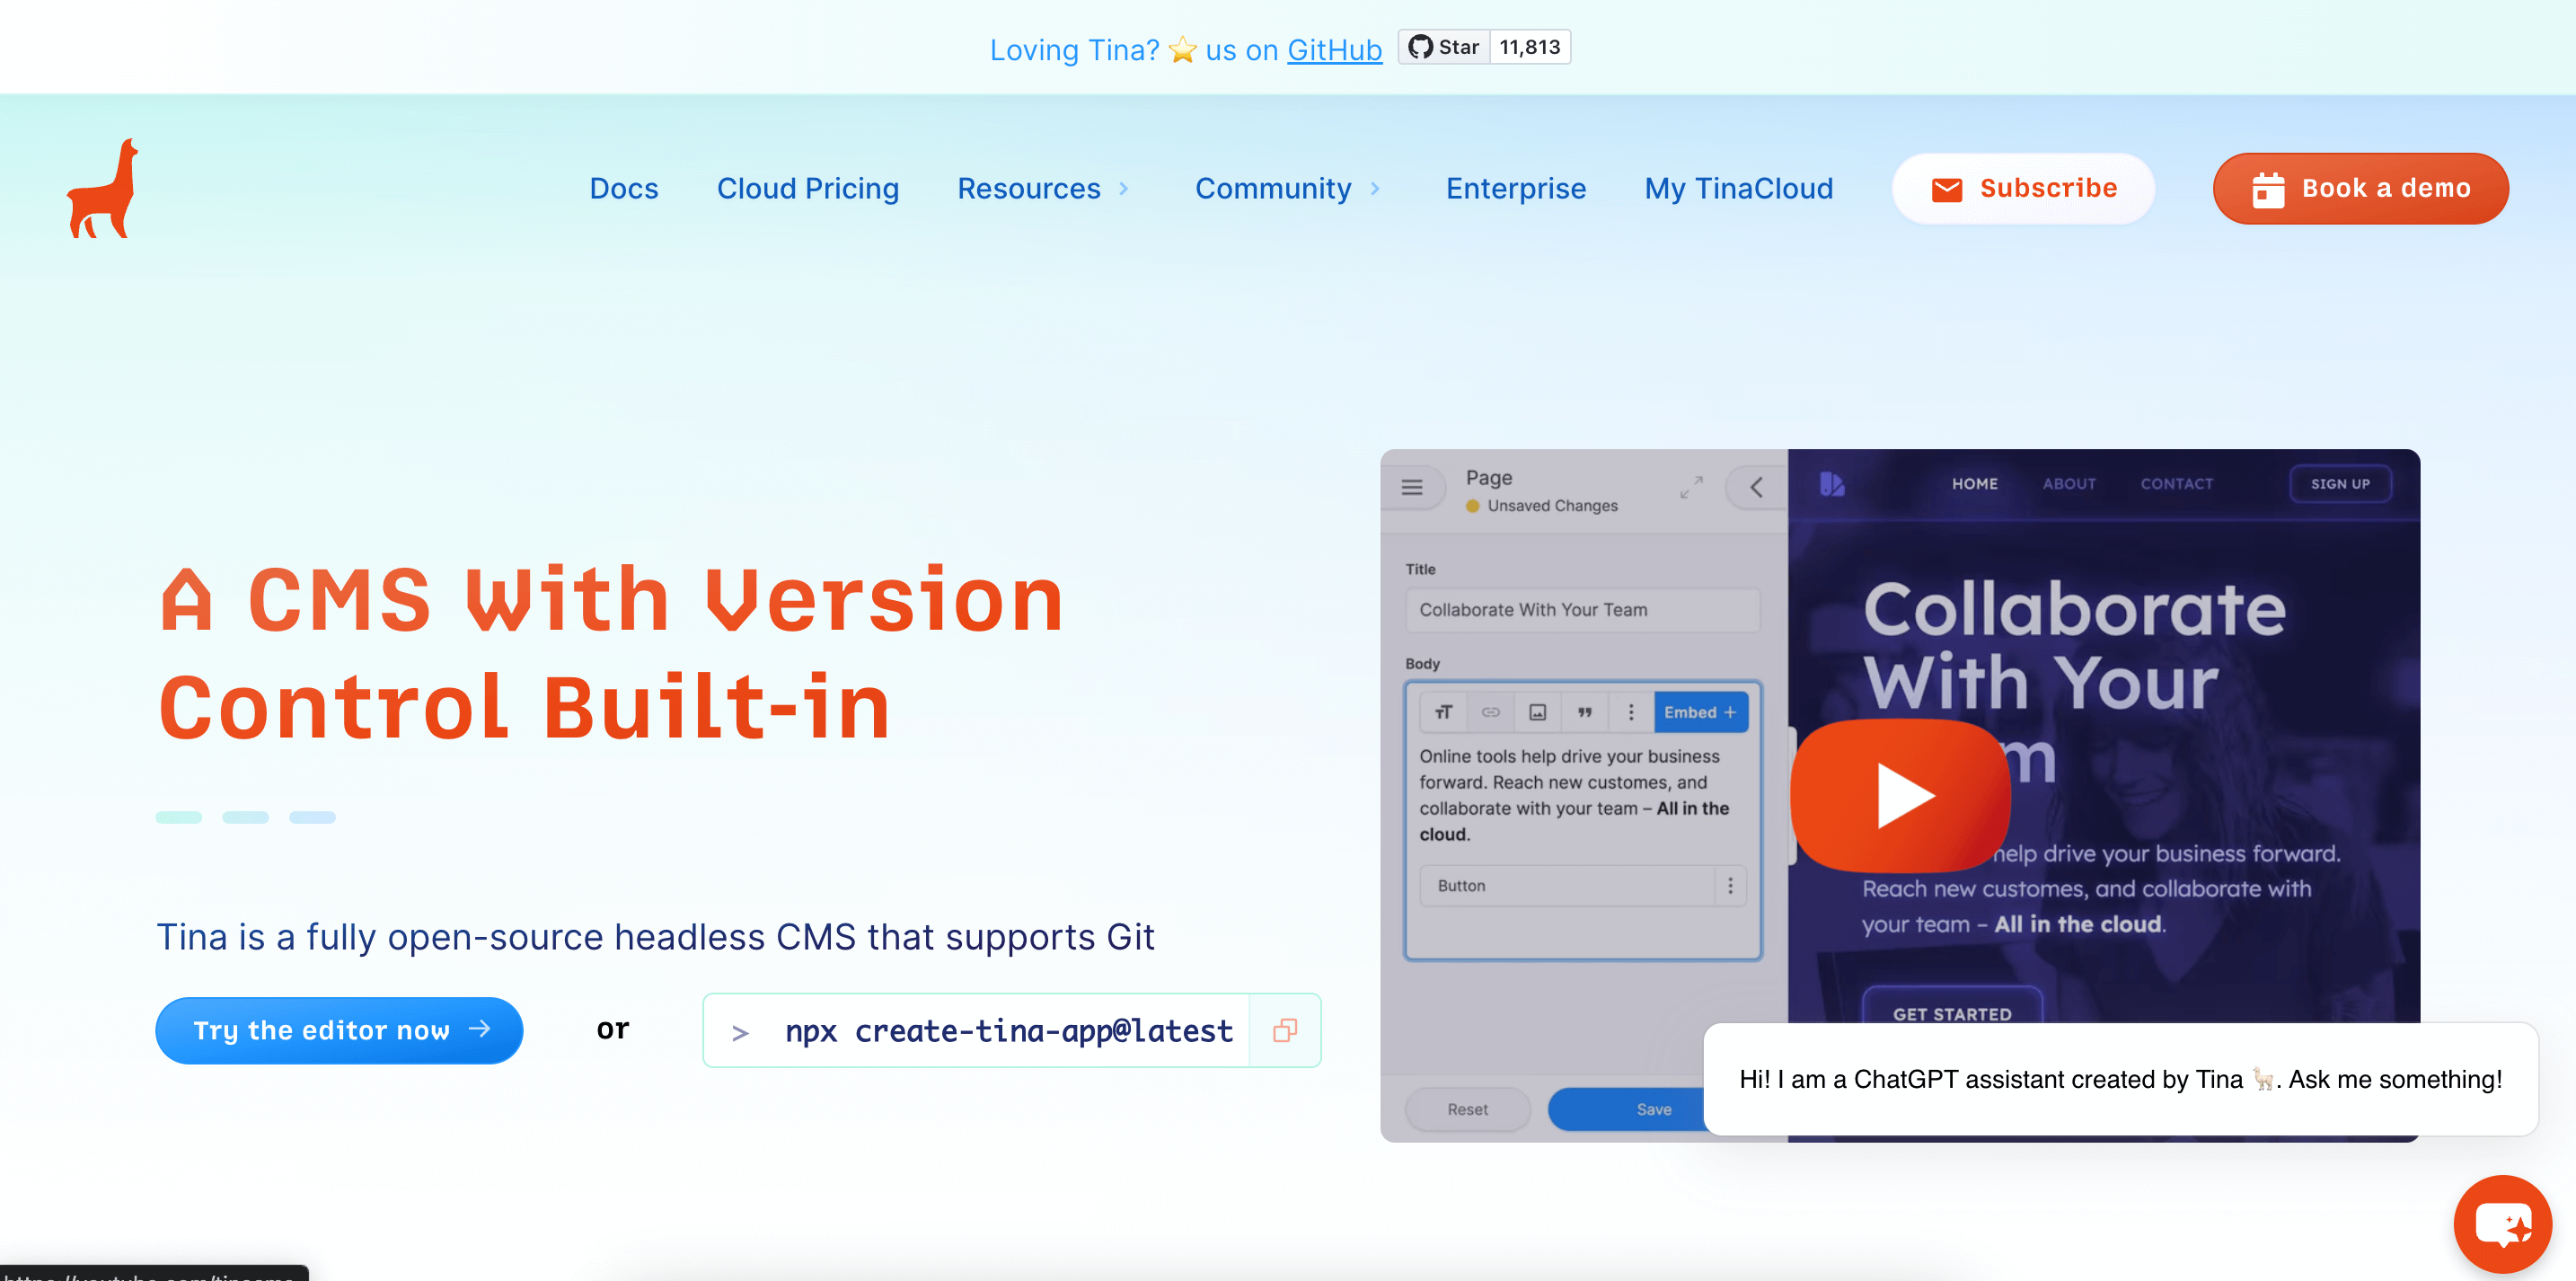 Loving Tina? ⭐ us on GitHub Star 11,813
Docs Cloud Pricing Resources Community Enterprise My TinaCloud Subscribe Book a demo
A CMS With Version
Control Built-in
Tina is a fully open-source headless CMS that supports Git
Try the editor now → or > npx create-tina-app@latest
Page
Unsaved Changes
Title
Collaborate With Your Team
Body
Embed +
Online tools help drive your business
forward. Reach new customes, and
collaborate with your team – All in the
cloud.
Button
Reset Save
HOME ABOUT CONTACT SIGN UP
Collaborate
With Your
m
help drive your business forward.
Reach new customes, and collaborate with
your team – All in the cloud.
GET STARTED
Hi! I am a ChatGPT assistant created by Tina 🦙. Ask me something!